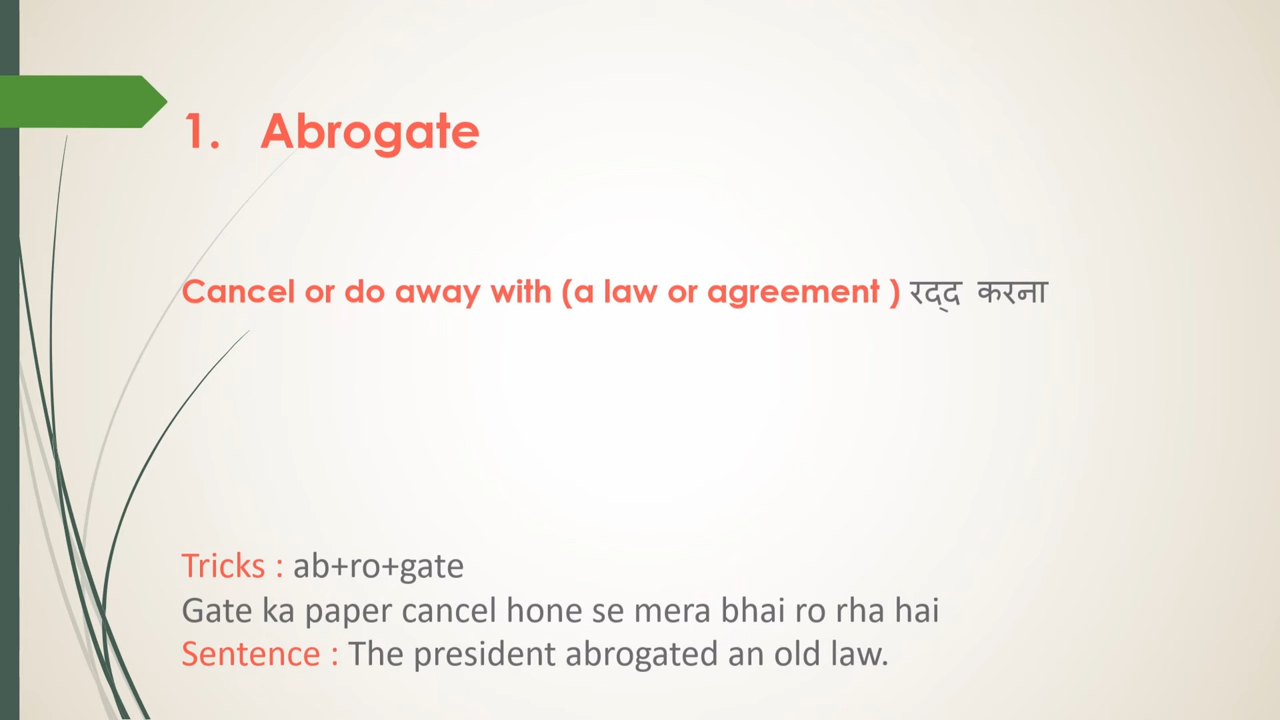 1. Abrogate
Cancel or do away with (a law or agreement ) रद्द करना
Tricks : ab+ro+gate
Gate ka paper cancel hone se mera bhai ro rha hai
Sentence : The president abrogated an old law.